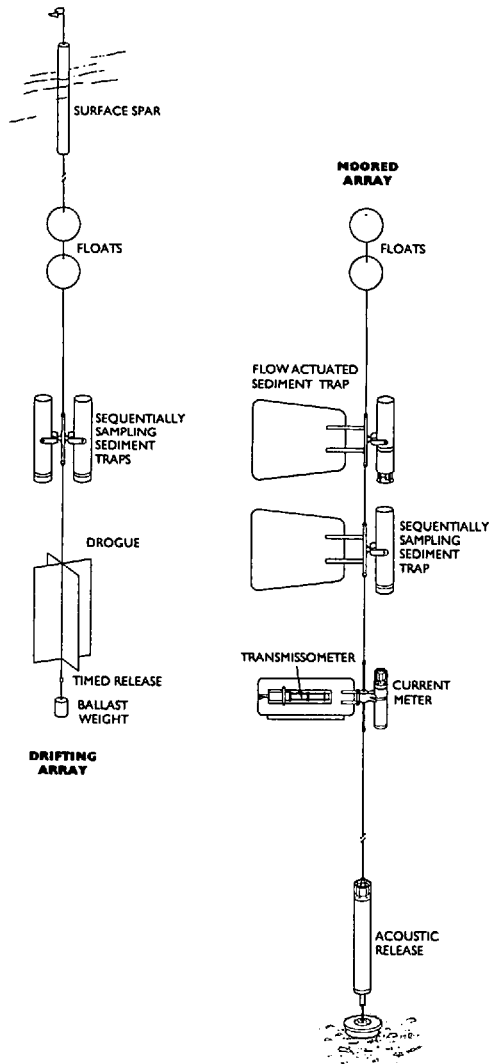 SURFACE SPAR
FLOATS
SEQUENTIALLY
SAMPLING
SEDIMENT
TRAPS
DROGUE
TIMED RELEASE
BALLAST
WEIGHT
DRIFTING
ARRAY
MOORED
ARRAY
FLOATS
FLOW ACTUATED
SEDIMENT TRAP
SEQUENTIALLY
SAMPLING
SEDIMENT
TRAP
TRANSMISSOMETER
CURRENT
METER
ACOUSTIC
RELEASE